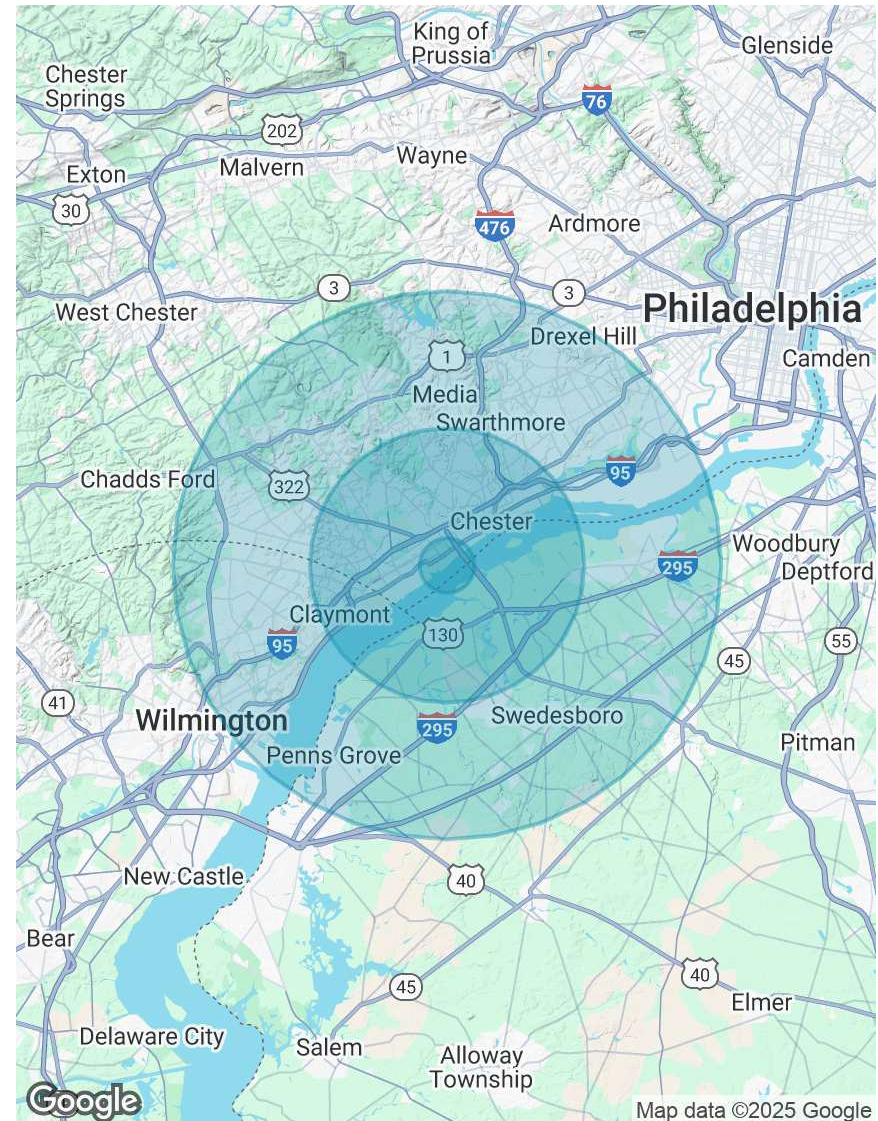 King of
Prussia
Glenside
Chester
Springs
76
202
Wayne
Malvern
Exton
30
476
Ardmore
3
3
West Chester
Philadelphia
Drexel Hill
1
Camden
Media
Swarthmore
95
Chadds Ford
322
Chester
Woodbury
295
Deptford
Claymont
130
95
55
45
41
Wilmington
Swedesboro
295
Pitman
Penns Grove
New Castle
40
Bear
40
45
Elmer
Delaware City
Salem
Alloway
Township
Google
Map data ©2025 Google